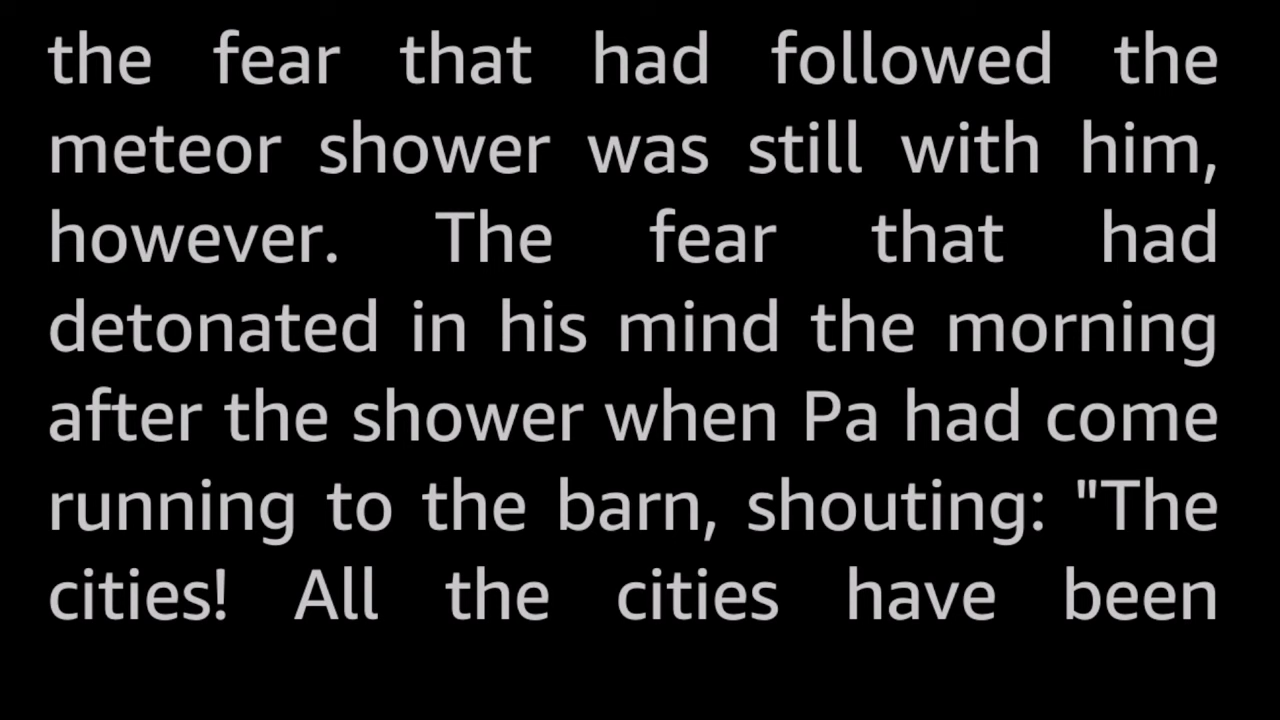 the fear that had followed the
meteor shower was still with him,
however. The fear that had
detonated in his mind the morning
after the shower when Pa had come
running to the barn, shouting: "The
cities! All the cities have been